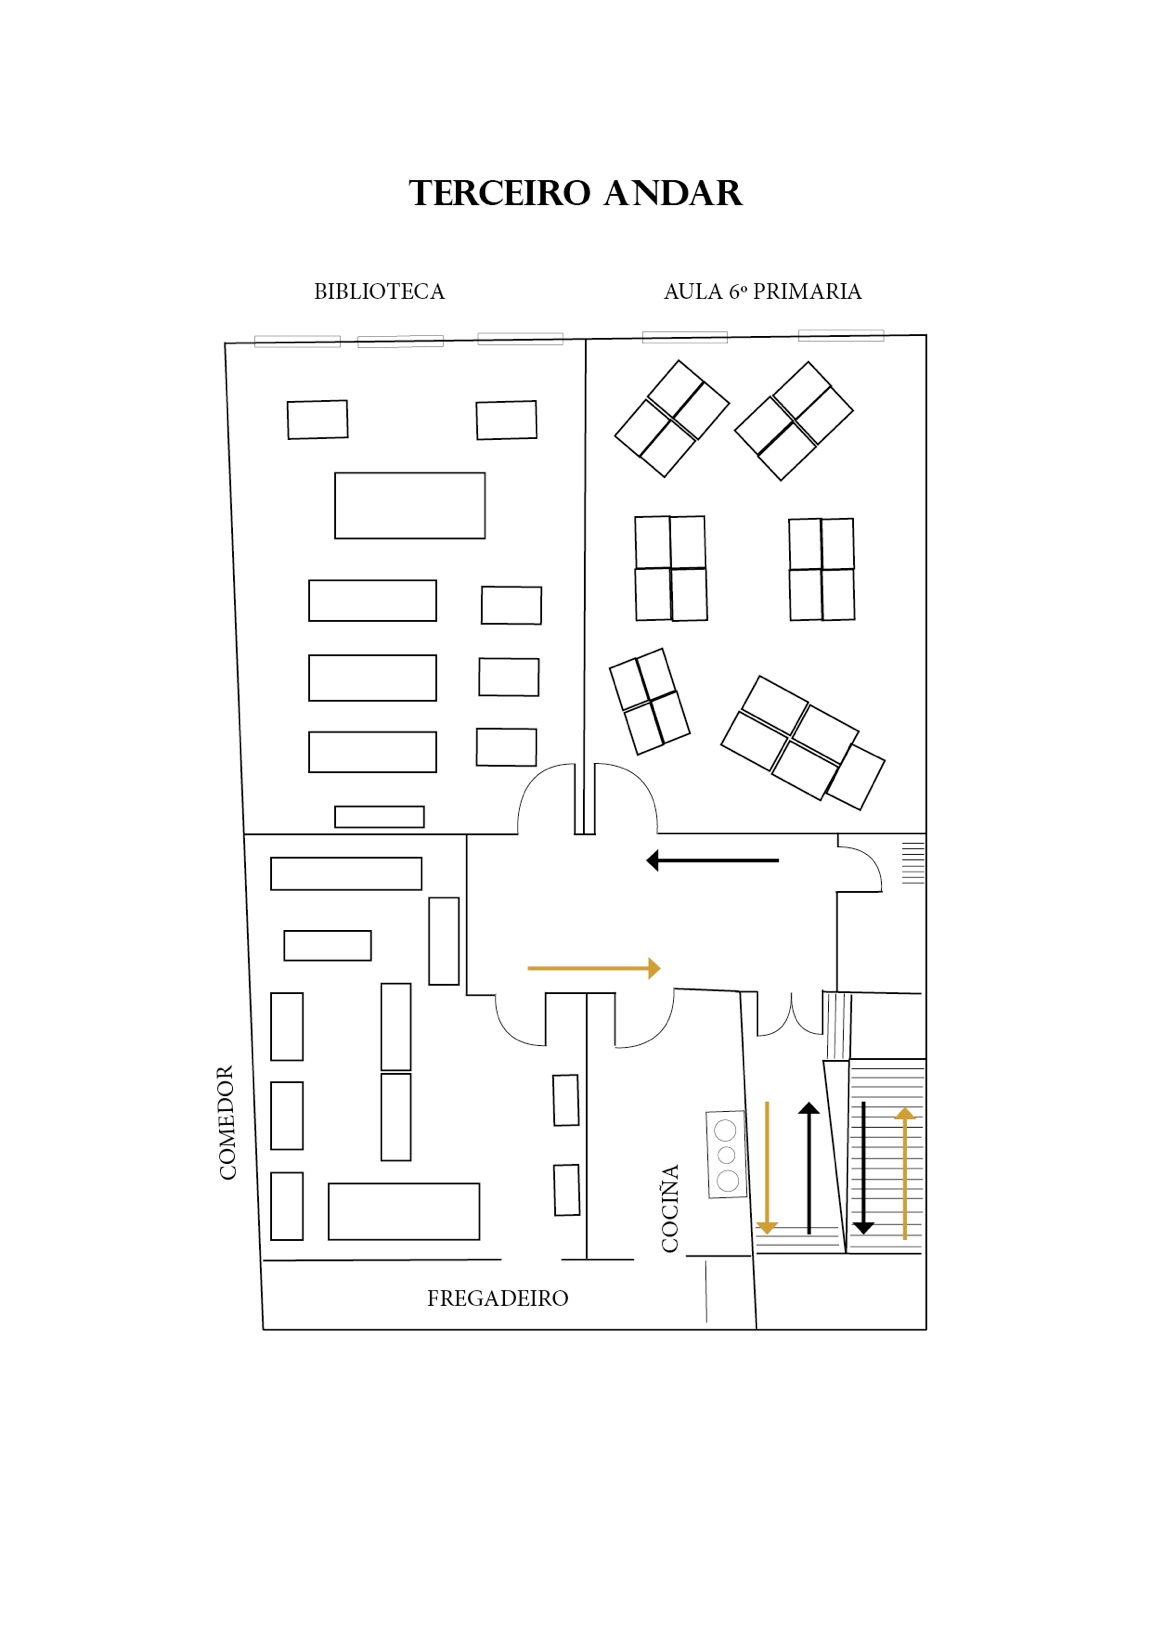 TERCEIRO ANDAR
BIBLIOTECA
AULA 6º PRIMARIA
COMEDOR
COCIÑA
FREGADEIRO